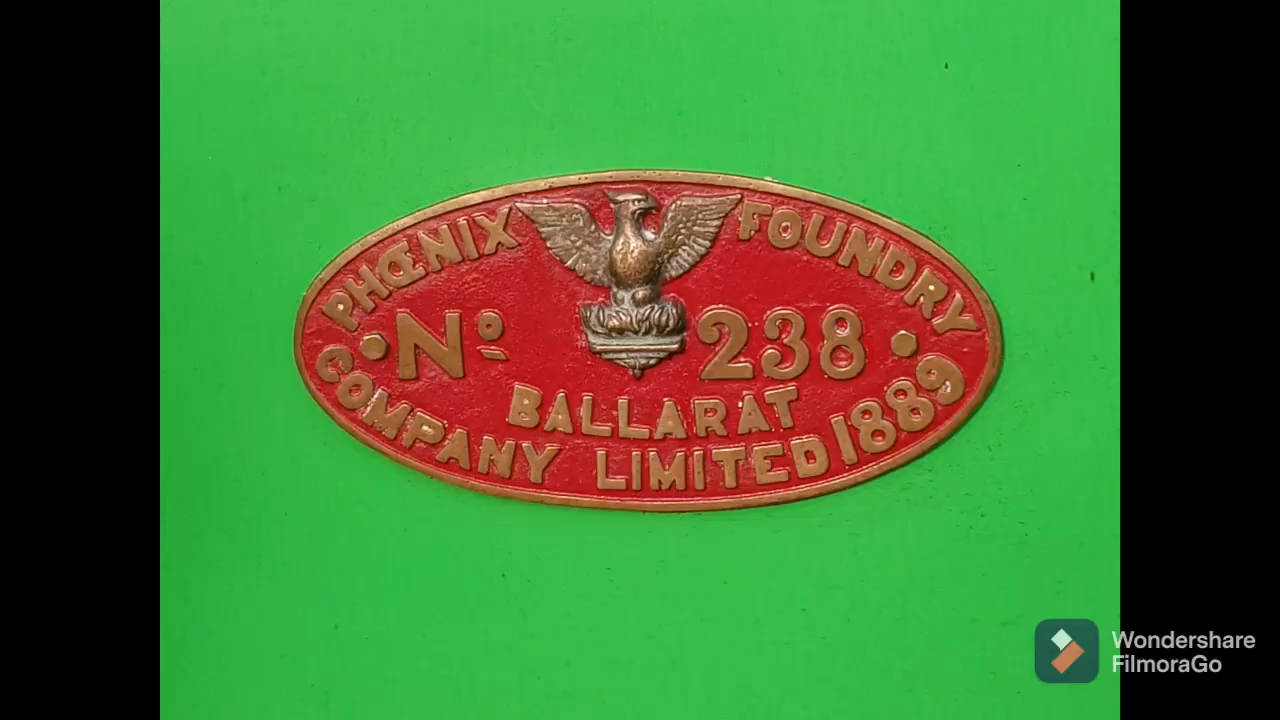 PHŒNIX FOUNDRY
Nº 238
BALLARAT
COMPANY LIMITED 1889
Wondershare
FilmoraGo